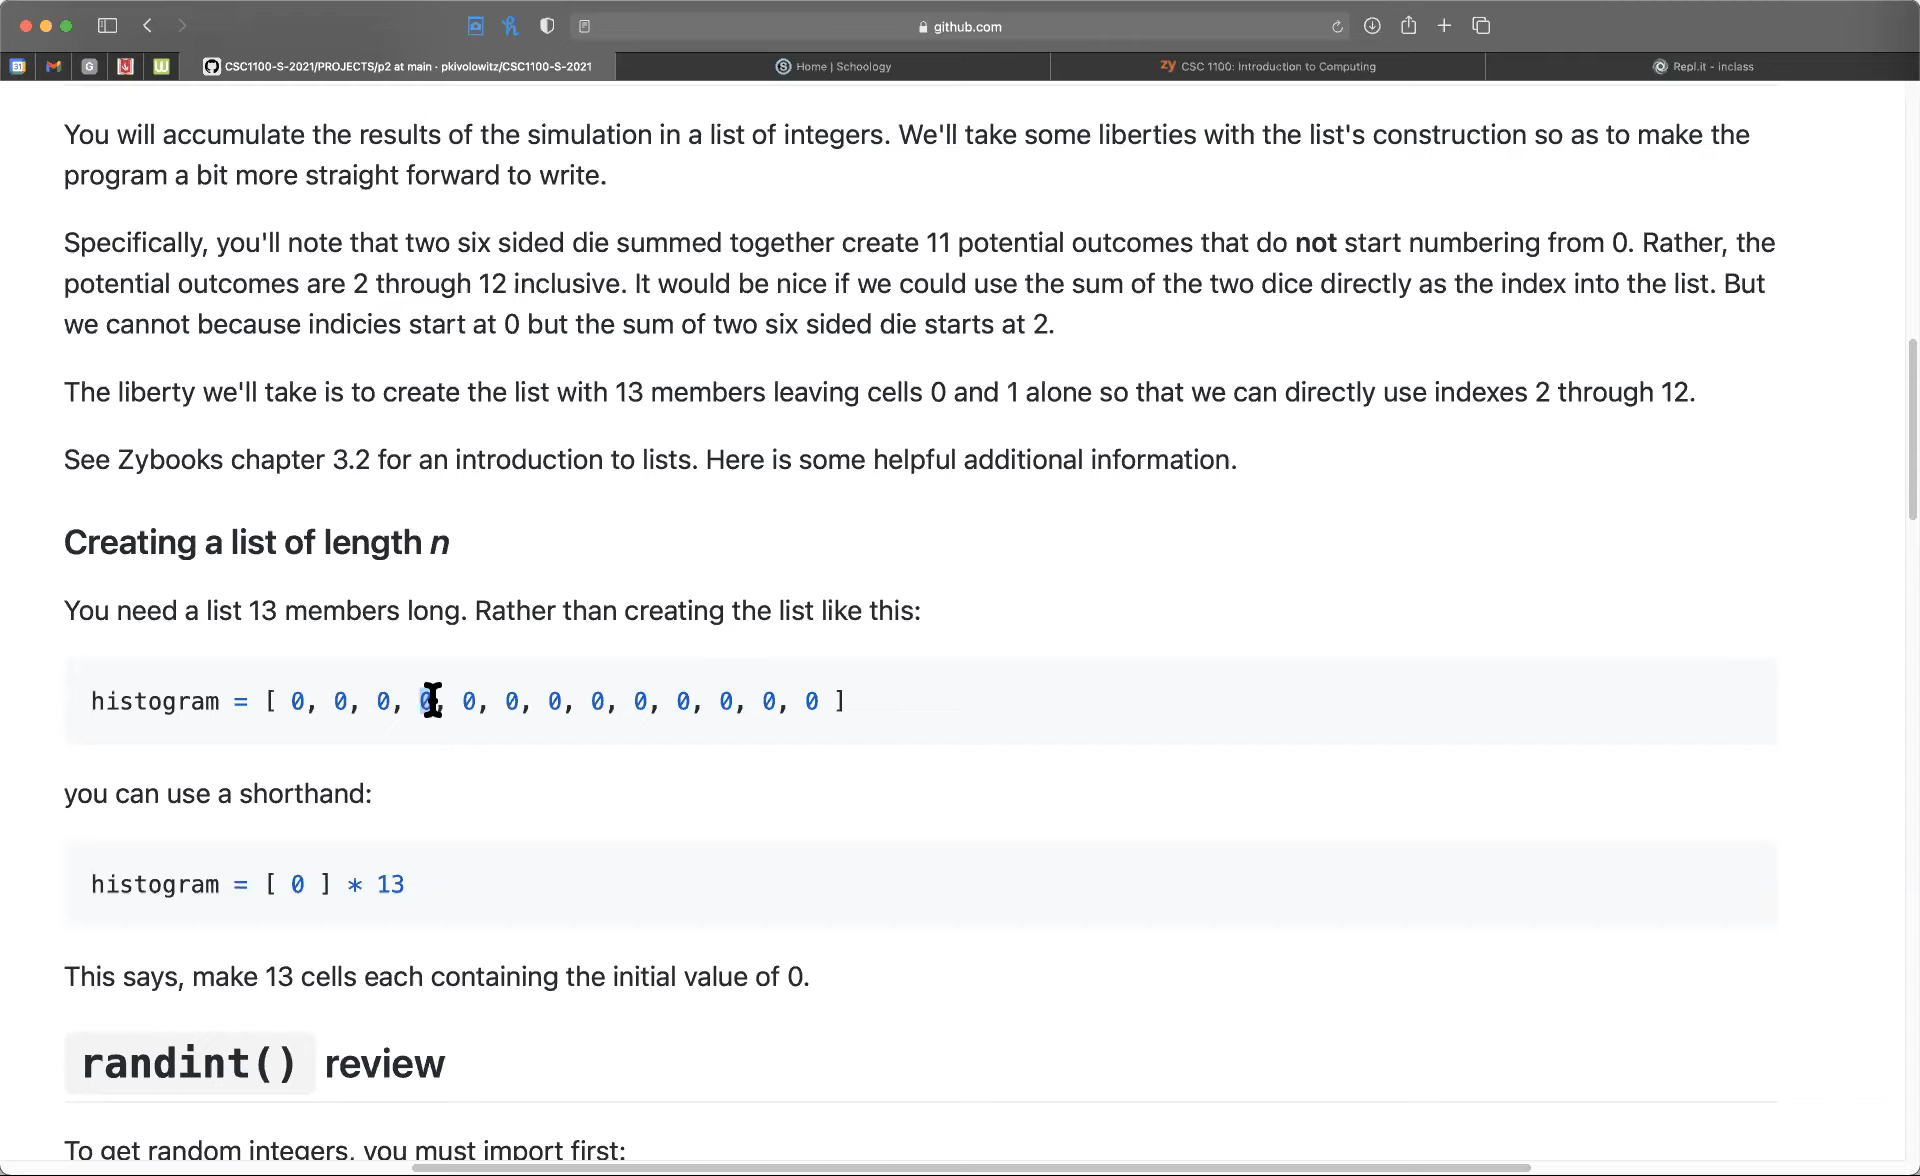 github.com
31
G
CSC1100-S-2021/PROJECTS/p2 at main · pkivolowitz/CSC1100-S-2021
S Home | Schoology
zy CSC 1100: Introduction to Computing
Repl.it - inclass
You will accumulate the results of the simulation in a list of integers. We'll take some liberties with the list's construction so as to make the
program a bit more straight forward to write.
Specifically, you'll note that two six sided die summed together create 11 potential outcomes that do not start numbering from 0. Rather, the
potential outcomes are 2 through 12 inclusive. It would be nice if we could use the sum of the two dice directly as the index into the list. But
we cannot because indicies start at 0 but the sum of two six sided die starts at 2.
The liberty we'll take is to create the list with 13 members leaving cells 0 and 1 alone so that we can directly use indexes 2 through 12.
See Zybooks chapter 3.2 for an introduction to lists. Here is some helpful additional information.
Creating a list of length n
You need a list 13 members long. Rather than creating the list like this:
histogram = [ 0, 0, 0, 0, 0, 0, 0, 0, 0, 0, 0, 0, 0 ]
you can use a shorthand:
histogram = [ 0 ] * 13
This says, make 13 cells each containing the initial value of 0.
randint() review
To get random integers, you must import first: